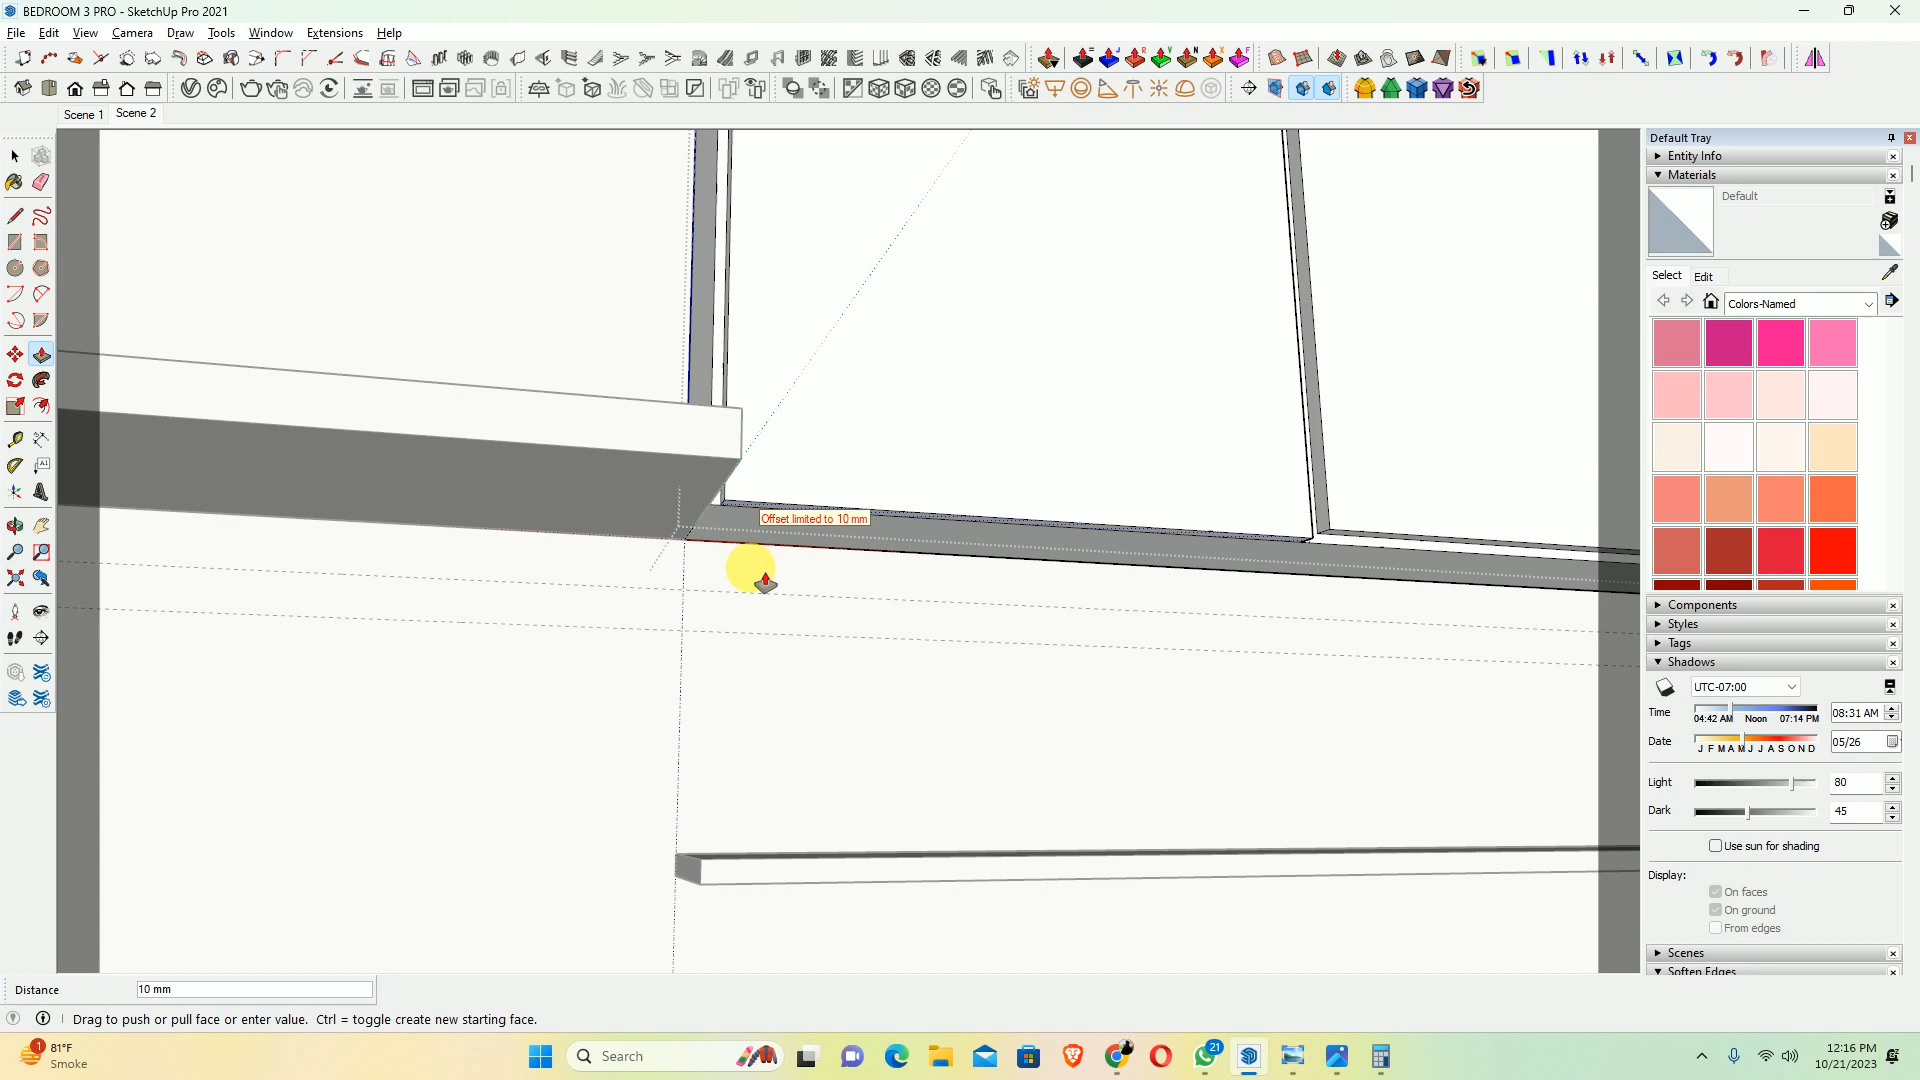 BEDROOM 3 PRO - SketchUp Pro 2021
File Edit View Camera Draw Tools Window Extensions Help
Scene 1 Scene 2
Default Tray
Entity Info
Materials
Default
Select Edit
Colors-Named
Offset limited to 10 mm
Components
Styles
Tags
Shadows
UTC-07:00
Time 04:42 AM Noon 07:14 PM 08:31 AM
Date J F M A M J J A S O N D 05/26
Light 80
Dark 45
Use sun for shading
Display:
On faces
On ground
From edges
Scenes
Soften Edges
Distance 10 mm
Drag to push or pull face or enter value. Ctrl = toggle create new starting face.
1 81°F
Smoke
Search
21
12:16 PM
10/21/2023